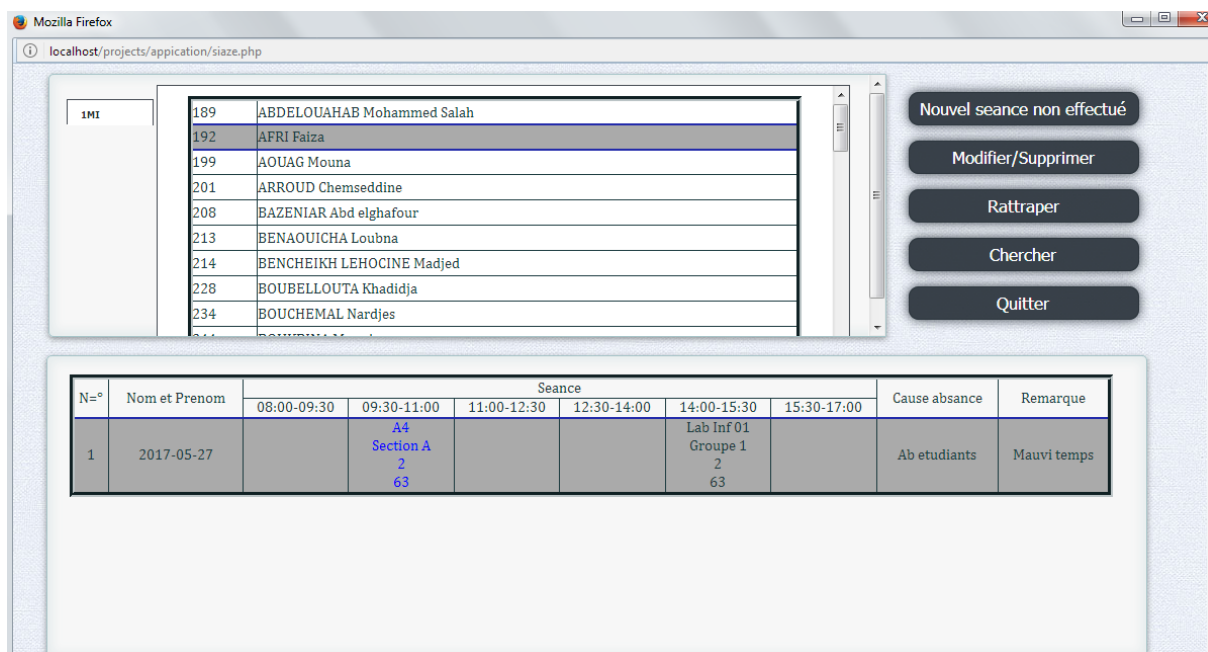 Mozilla Firefox
localhost/projects/appication/siaze.php
1MI
189 ABDELOUAHAB Mohammed Salah
192 AFRI Faiza
199 AOUAG Mouna
201 ARROUD Chemseddine
208 BAZENIAR Abd elghafour
213 BENAOUICHA Loubna
214 BENCHEIKH LEHOCINE Madjed
228 BOUBELLOUTA Khadidja
234 BOUCHEMAL Nardjes
Nouvel seance non effectué
Modifier/Supprimer
Rattraper
Chercher
Quitter
N=° Nom et Prenom Seance Cause absance Remarque
08:00-09:30 09:30-11:00 11:00-12:30 12:30-14:00 14:00-15:30 15:30-17:00
A4 Lab Inf 01
Section A Groupe 1
1 2017-05-27 Ab etudiants Mauvi temps
2 2
63 63